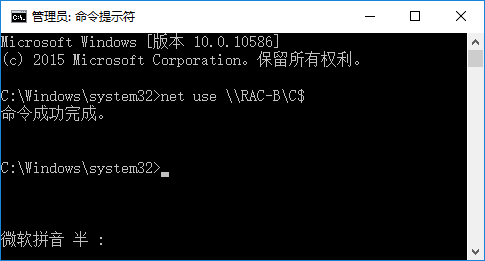 管理员: 命令提示符
Microsoft Windows [版本 10.0.10586]
(c) 2015 Microsoft Corporation。保留所有权利。
C:\Windows\system32>net use \\RAC-B\C$
命令成功完成。
C:\Windows\system32>
微软拼音 半 :